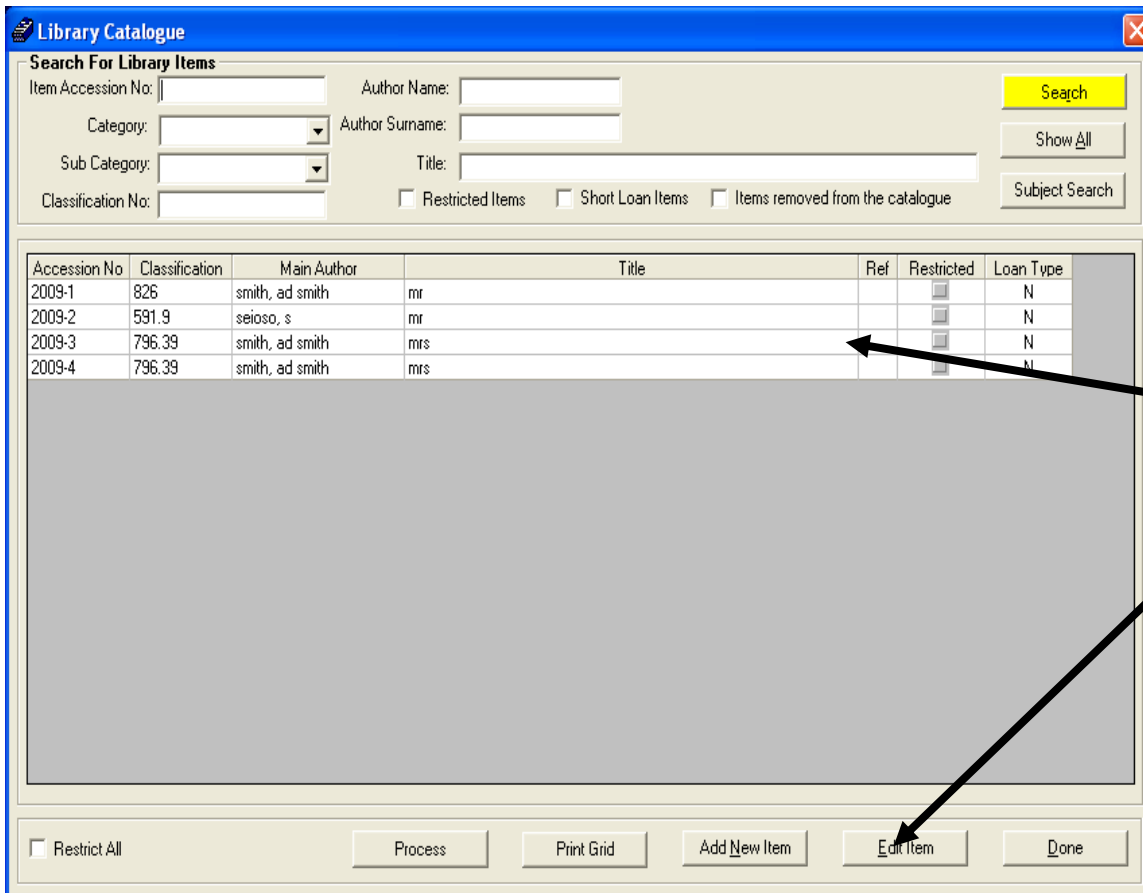 Library Catalogue
Search For Library Items
Item Accession No: Author Name: Search
Category: Author Surname: Show All
Sub Category: Title:
Classification No: Restricted Items Short Loan Items Items removed from the catalogue Subject Search
Accession No Classification Main Author Title Ref Restricted Loan Type
2009-1 826 smith, ad smith mr N
2009-2 591.9 seioso, s mr N
2009-3 796.39 smith, ad smith mrs N
2009-4 796.39 smith, ad smith mrs N
Restrict All Process Print Grid Add New Item Edit Item Done